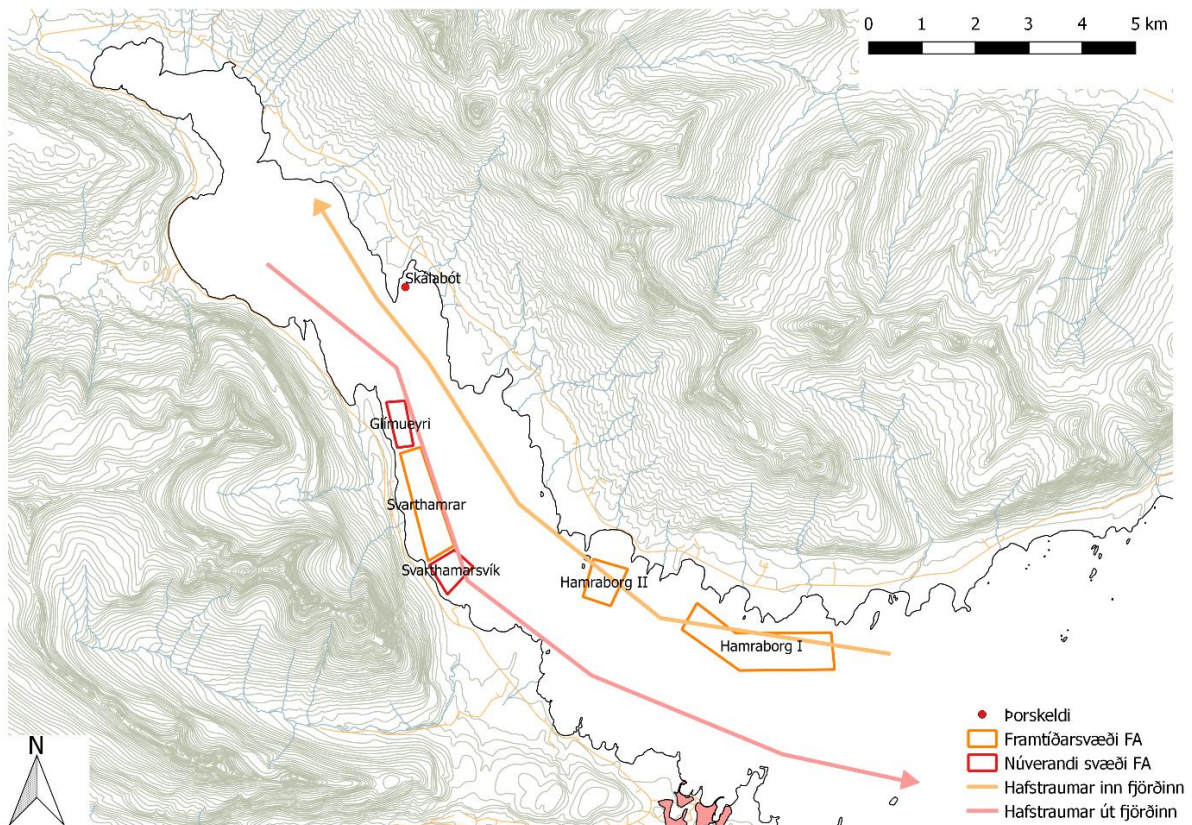 0 1 2 3 4 5 km
Skálabót
Glímueyri
Svarthamrar
Svarthamarsvík
Hamraborg II
Hamraborg I
N
Þorskeldi
Framtíðarsvæði FA
Núverandi svæði FA
Hafstraumar inn fjörðinn
Hafstraumar út fjörðinn